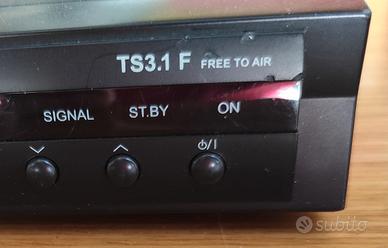 TS3.1 F FREE TO AIR
SIGNAL ST.BY ON
⏻/I
subito